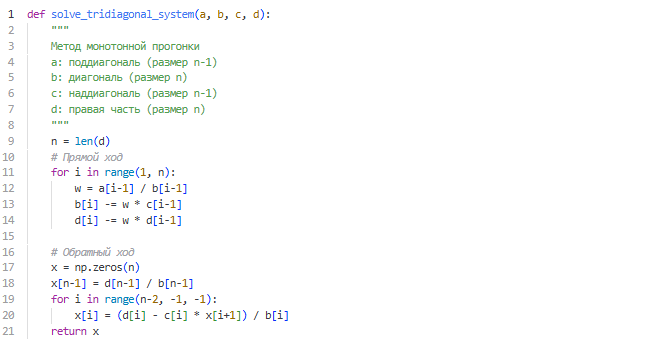 1 def solve_tridiagonal_system(a, b, c, d):
2 """
3 Метод монотонной прогонки
4 a: поддиагональ (размер n-1)
5 b: диагональ (размер n)
6 c: наддиагональ (размер n-1)
7 d: правая часть (размер n)
8 """
9 n = len(d)
10 # Прямой ход
11 for i in range(1, n):
12 w = a[i-1] / b[i-1]
13 b[i] -= w * c[i-1]
14 d[i] -= w * d[i-1]
15
16 # Обратный ход
17 x = np.zeros(n)
18 x[n-1] = d[n-1] / b[n-1]
19 for i in range(n-2, -1, -1):
20 x[i] = (d[i] - c[i] * x[i+1]) / b[i]
21 return x